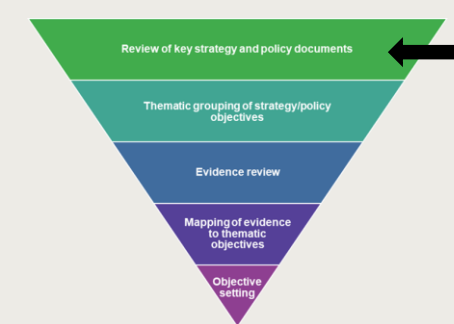 Review of key strategy and policy documents
Thematic grouping of strategy/policy
objectives
Evidence review
Mapping of evidence
to thematic
objectives
Objective
setting